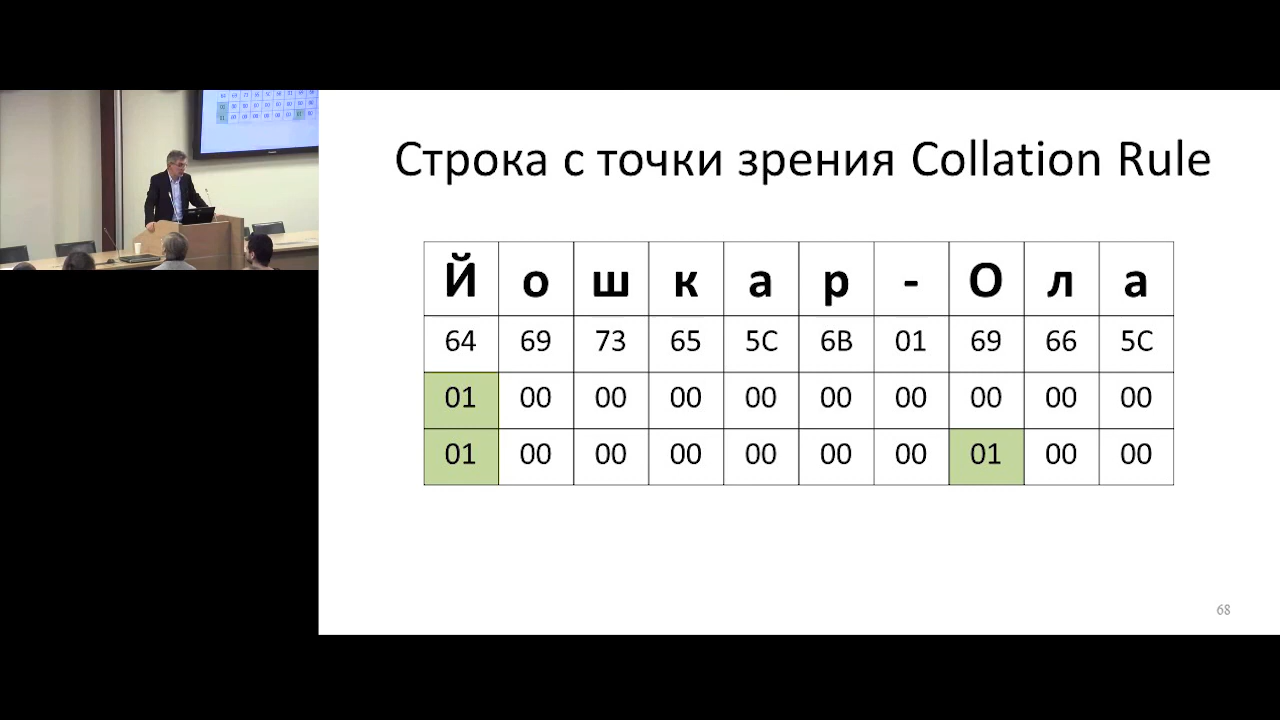 Строка с точки зрения Collation Rule
Й о ш к а р - О л а
64 69 73 65 5C 6B 01 69 66 5C
01 00 00 00 00 00 00 00 00 00
01 00 00 00 00 00 00 01 00 00
68